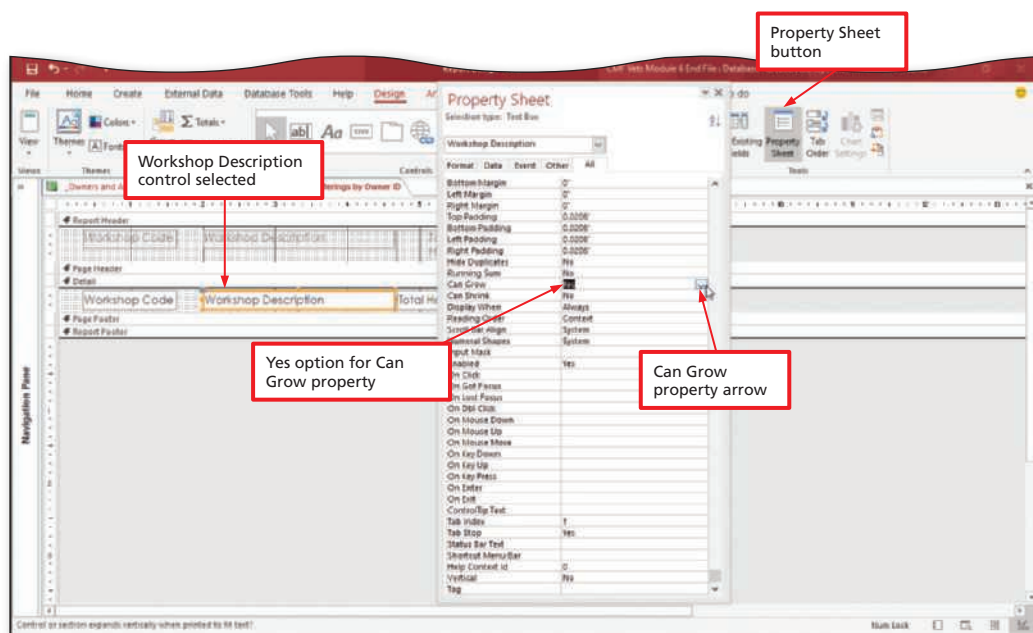 Property Sheet
button
CMF Vets Module 6 End File : Database
File Home Create External Data Database Tools Help Design
Property Sheet
Selection type: Text Box
Workshop Description
Format Data Event Other All
View
Themes
Colors
Totals
Aa
Existing
Property
Sheet
Tab
Order
Chart
Settings
Views
Themes
Controls
Tools
Workshop Description
control selected
Report Header
Workshop Code Workshop Description
Page Header
Detail
Workshop Code Workshop Description Total
Page Footer
Report Footer
Bottom Margin 0"
Left Margin 0"
Right Margin 0"
Top Padding 0.0208"
Bottom Padding 0.0208"
Left Padding 0.0208"
Right Padding 0.0208"
Hide Duplicates No
Running Sum No
Can Grow Yes
Can Shrink No
Display When Always
Reading Order Context
Scroll Bar Align System
Numeral Shapes System
Input Mask
Enabled Yes
On Click
On Got Focus
On Lost Focus
On Dbl Click
On Mouse Down
On Mouse Up
On Mouse Move
On Key Down
On Key Up
On Key Press
On Enter
On Exit
ControlTip Text
Tab Index 1
Tab Stop Yes
Status Bar Text
Shortcut Menu Bar
Help Context Id 0
Vertical No
Tag
Yes option for Can
Grow property
Can Grow
property arrow
Navigation Pane
Control or section expands vertically when printed to fit text?
Num Lock